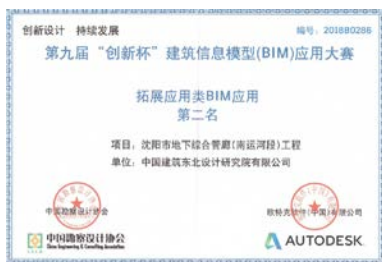 创新设计 持续发展
编号：201880286
第九届“创新杯”建筑信息模型(BIM)应用大赛
拓展应用类BIM应用
第二名
项目：沈阳市地下综合管廊(南运河段)工程
单位：中国建筑东北设计研究院有限公司
中国勘察设计协会
欧特克软件(中国)有限公司
中国勘察设计协会
AUTODESK